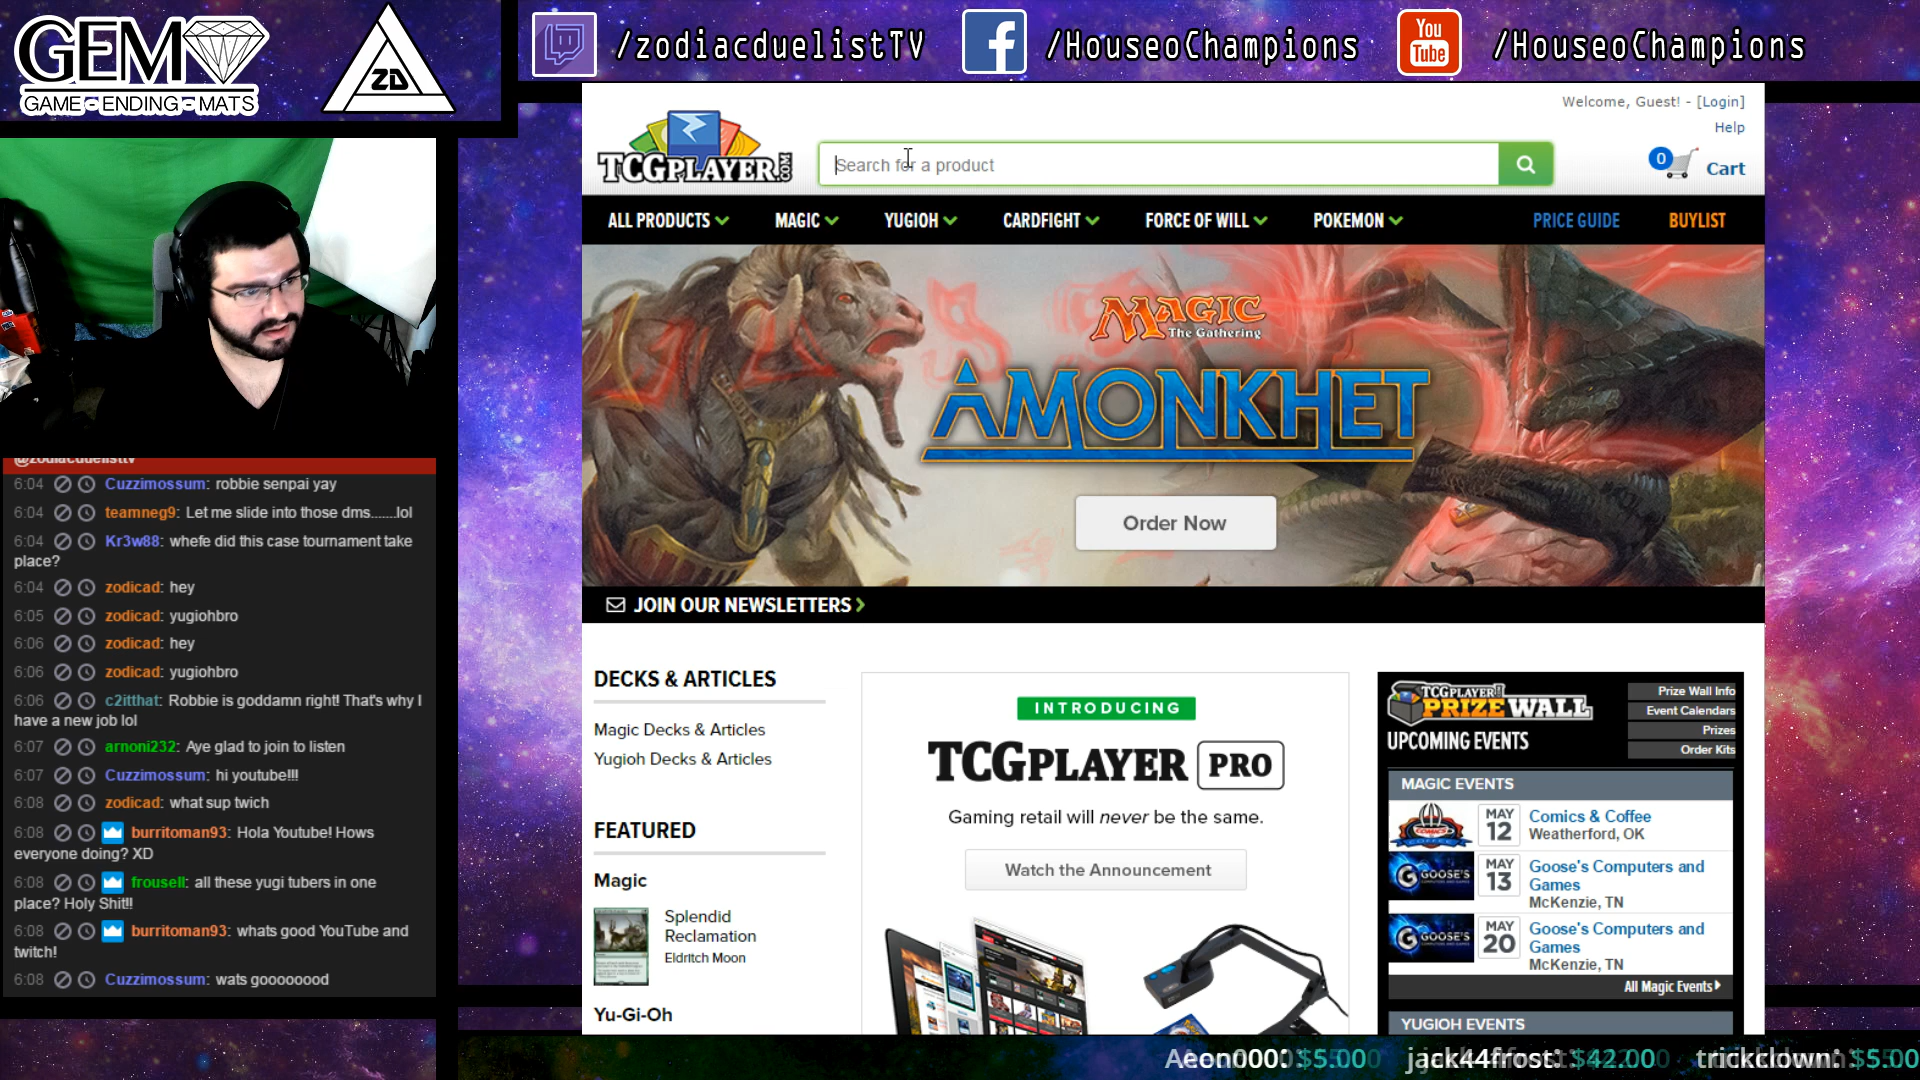 GEM
GAME-ENDING-MATS
ZD
/zodiacduelistTV
/HouseoChampions
You
Tube
/HouseoChampions
Welcome, Guest! - [Login]
Help
TCGPLAYER.COM
Search for a product
0
Cart
ALL PRODUCTS
MAGIC
YUGIOH
CARDFIGHT
FORCE OF WILL
POKEMON
PRICE GUIDE
BUYLIST
MAGIC
The Gathering
AMONKHET
Order Now
JOIN OUR NEWSLETTERS
@zodiacduelisttv
6:04 Cuzzimossum: robbie senpai yay
6:04 teamneg9: Let me slide into those dms.......lol
6:04 Kr3w88: whefe did this case tournament take
place?
6:04 zodicad: hey
6:05 zodicad: yugiohbro
6:06 zodicad: hey
6:06 zodicad: yugiohbro
6:06 c2itthat: Robbie is goddamn right! That's why I
have a new job lol
6:07 arnoni232: Aye glad to join to listen
6:07 Cuzzimossum: hi youtube!!!
6:08 zodicad: what sup twich
6:08 burritoman93: Hola Youtube! Hows
everyone doing? XD
6:08 frousell: all these yugi tubers in one
place? Holy Shit!!
6:08 burritoman93: whats good YouTube and
twitch!
6:08 Cuzzimossum: wats goooooood
DECKS & ARTICLES
Magic Decks & Articles
Yugioh Decks & Articles
FEATURED
Magic
Splendid
Reclamation
Eldritch Moon
Yu-Gi-Oh
INTRODUCING
TCGPLAYER PRO
Gaming retail will never be the same.
Watch the Announcement
TCGPLAYER
PRIZE WALL
UPCOMING EVENTS
Prize Wall Info
Event Calendars
Prizes
Order Kits
MAGIC EVENTS
COMICS
COFFEE
MAY
12
Comics & Coffee
Weatherford, OK
GOOSE'S
MAY
13
Goose's Computers and
Games
McKenzie, TN
GOOSE'S
MAY
20
Goose's Computers and
Games
McKenzie, TN
All Magic Events
YUGIOH EVENTS
Aeon000: $5.00 jack44frost: $42.00 trickclown: $5.00